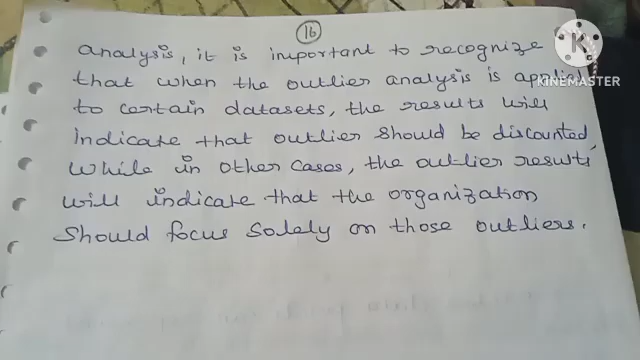 16
analysis, it is important to recognize
that when the outlier analysis is applied
to certain datasets, the results will
indicate that outlier should be discounted,
while in other cases, the outlier results
will indicate that the organization
should focus solely on those outliers.
KINEMASTER